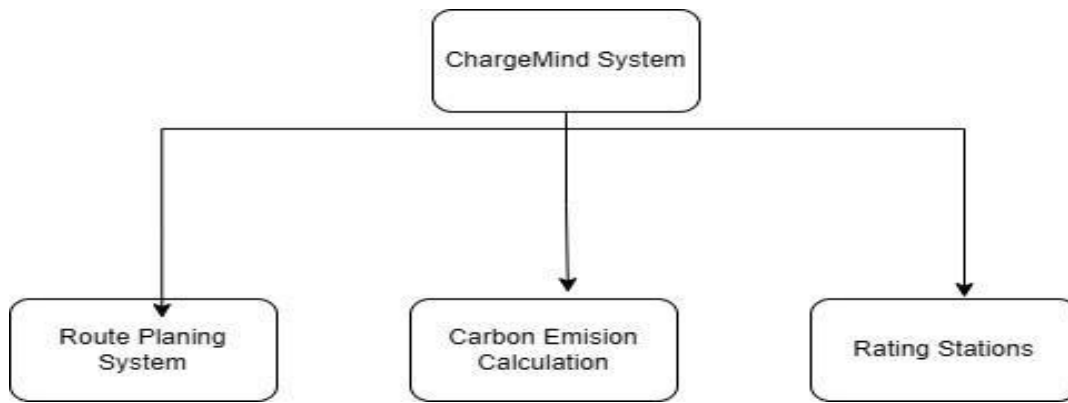 ChargeMind System
Route Planing
System
Carbon Emision
Calculation
Rating Stations